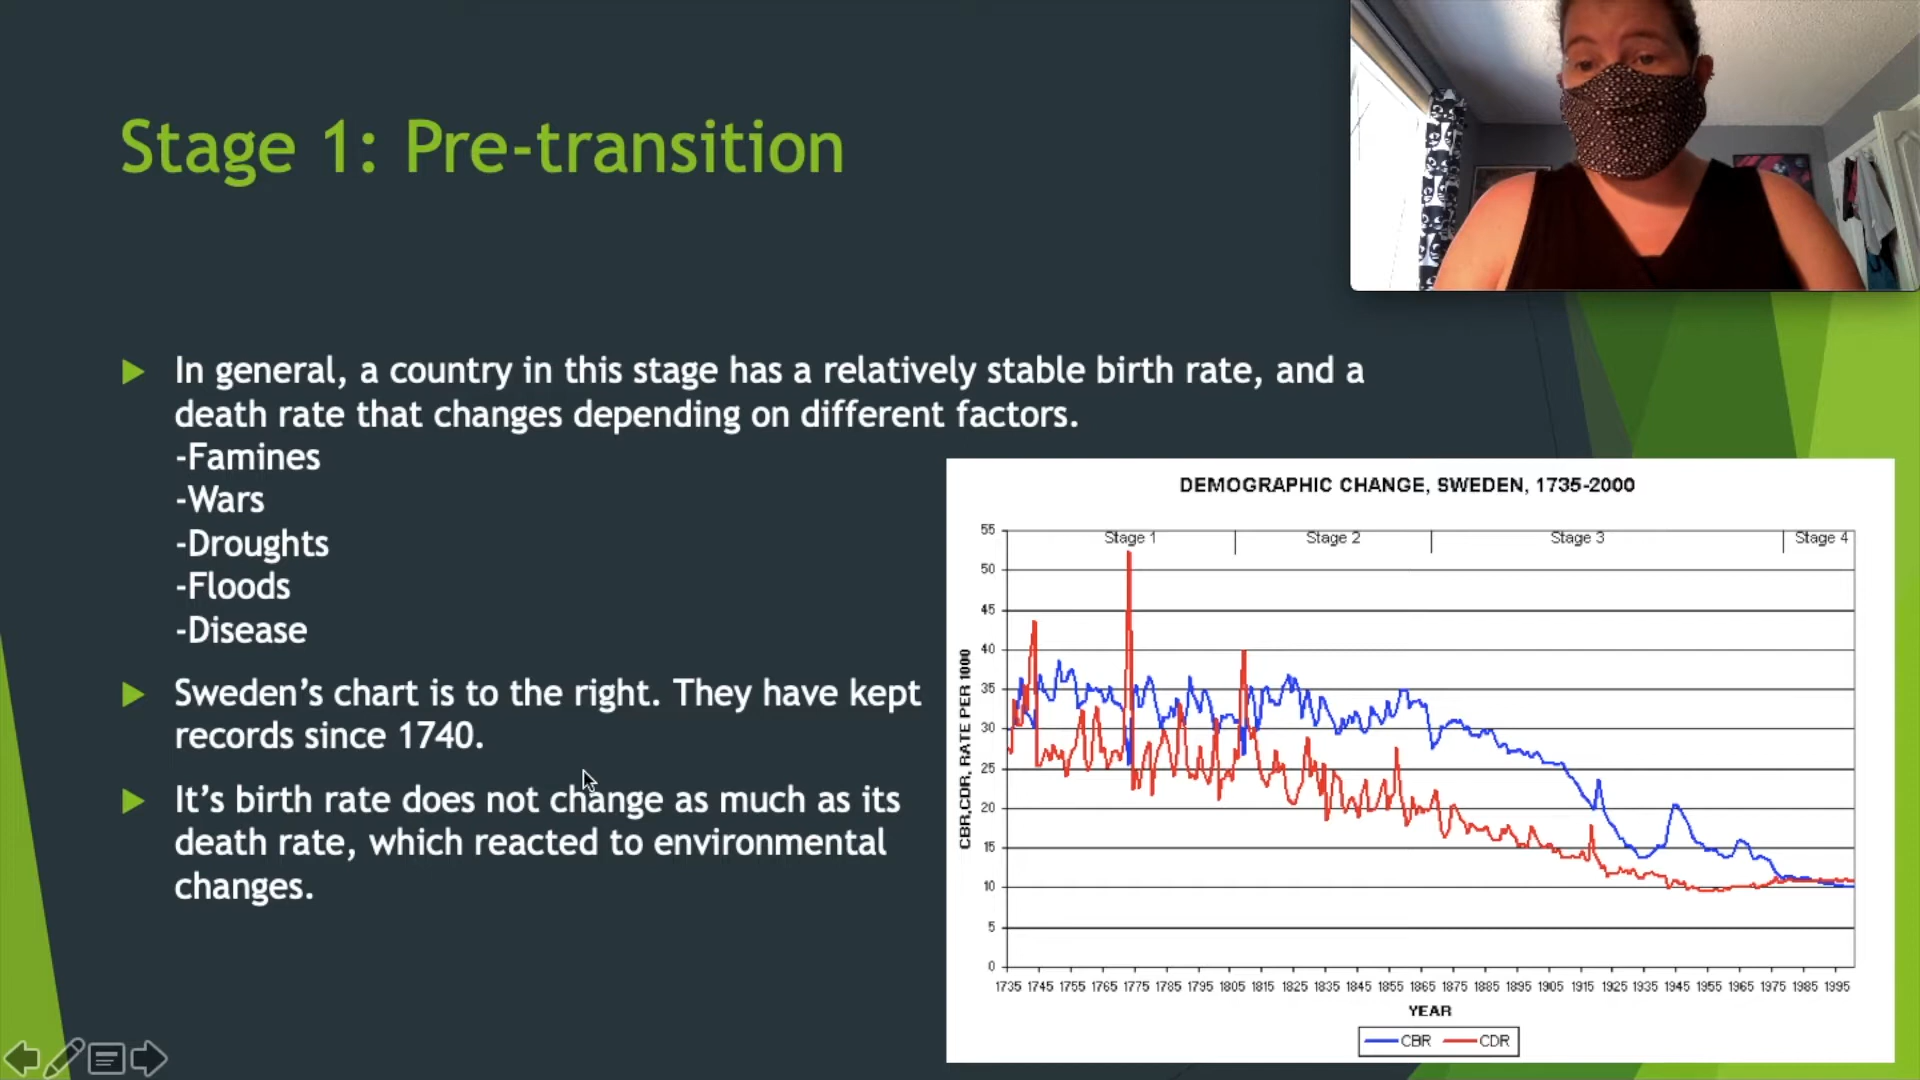 Stage 1: Pre-transition
In general, a country in this stage has a relatively stable birth rate, and a
death rate that changes depending on different factors.
-Famines
-Wars
-Droughts
-Floods
-Disease
Sweden's chart is to the right. They have kept
records since 1740.
It's birth rate does not change as much as its
death rate, which reacted to environmental
changes.
DEMOGRAPHIC CHANGE, SWEDEN, 1735-2000
Stage 1 Stage 2 Stage 3 Stage 4
CBR,CDR, RATE PER 1000
55
50
45
40
35
30
25
20
15
10
5
0
1735 1745 1755 1765 1775 1785 1795 1805 1815 1825 1835 1845 1855 1865 1875 1885 1895 1905 1915 1925 1935 1945 1955 1965 1975 1985 1995
YEAR
CBR CDR